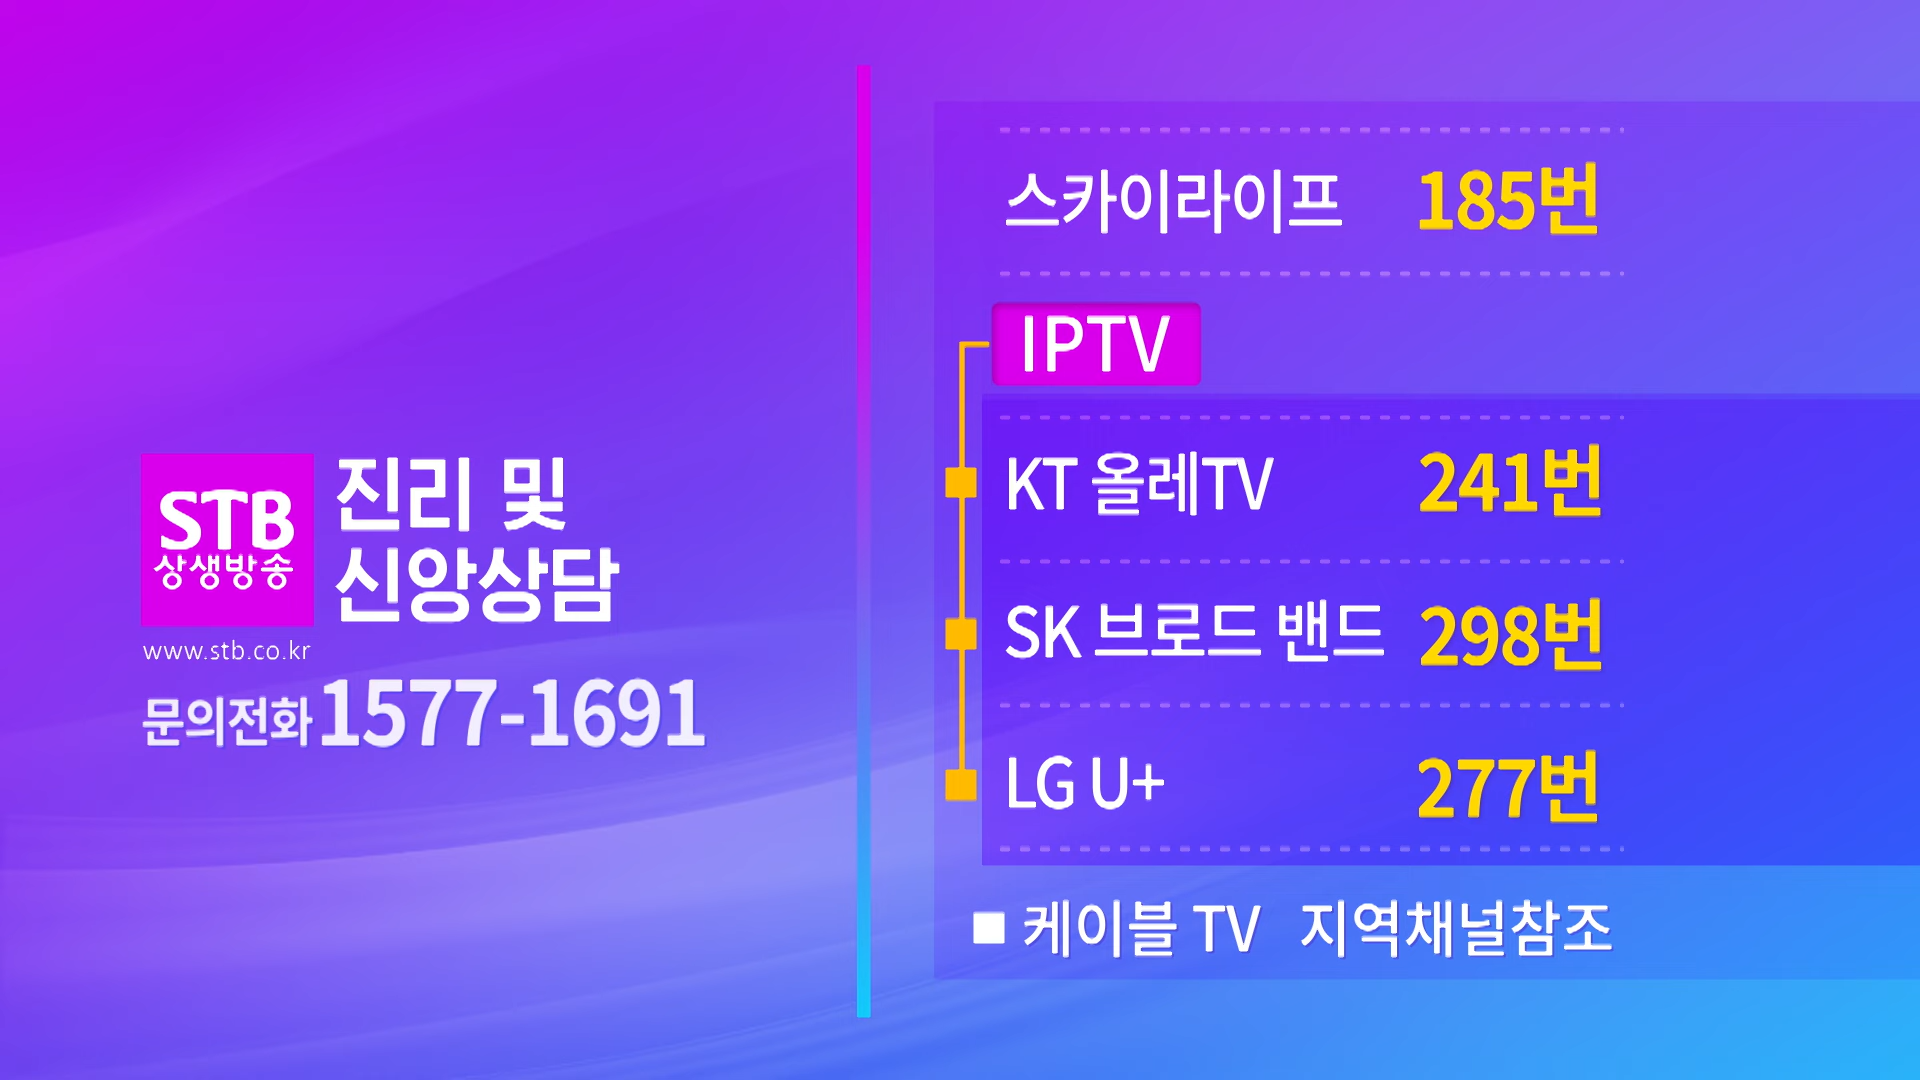 STB
상생방송
www.stb.co.kr
진리 및
신앙상담
문의전화 1577-1691
스카이라이프 185번
IPTV
KT 올레TV 241번
SK 브로드 밴드 298번
LG U+ 277번
케이블 TV 지역채널참조